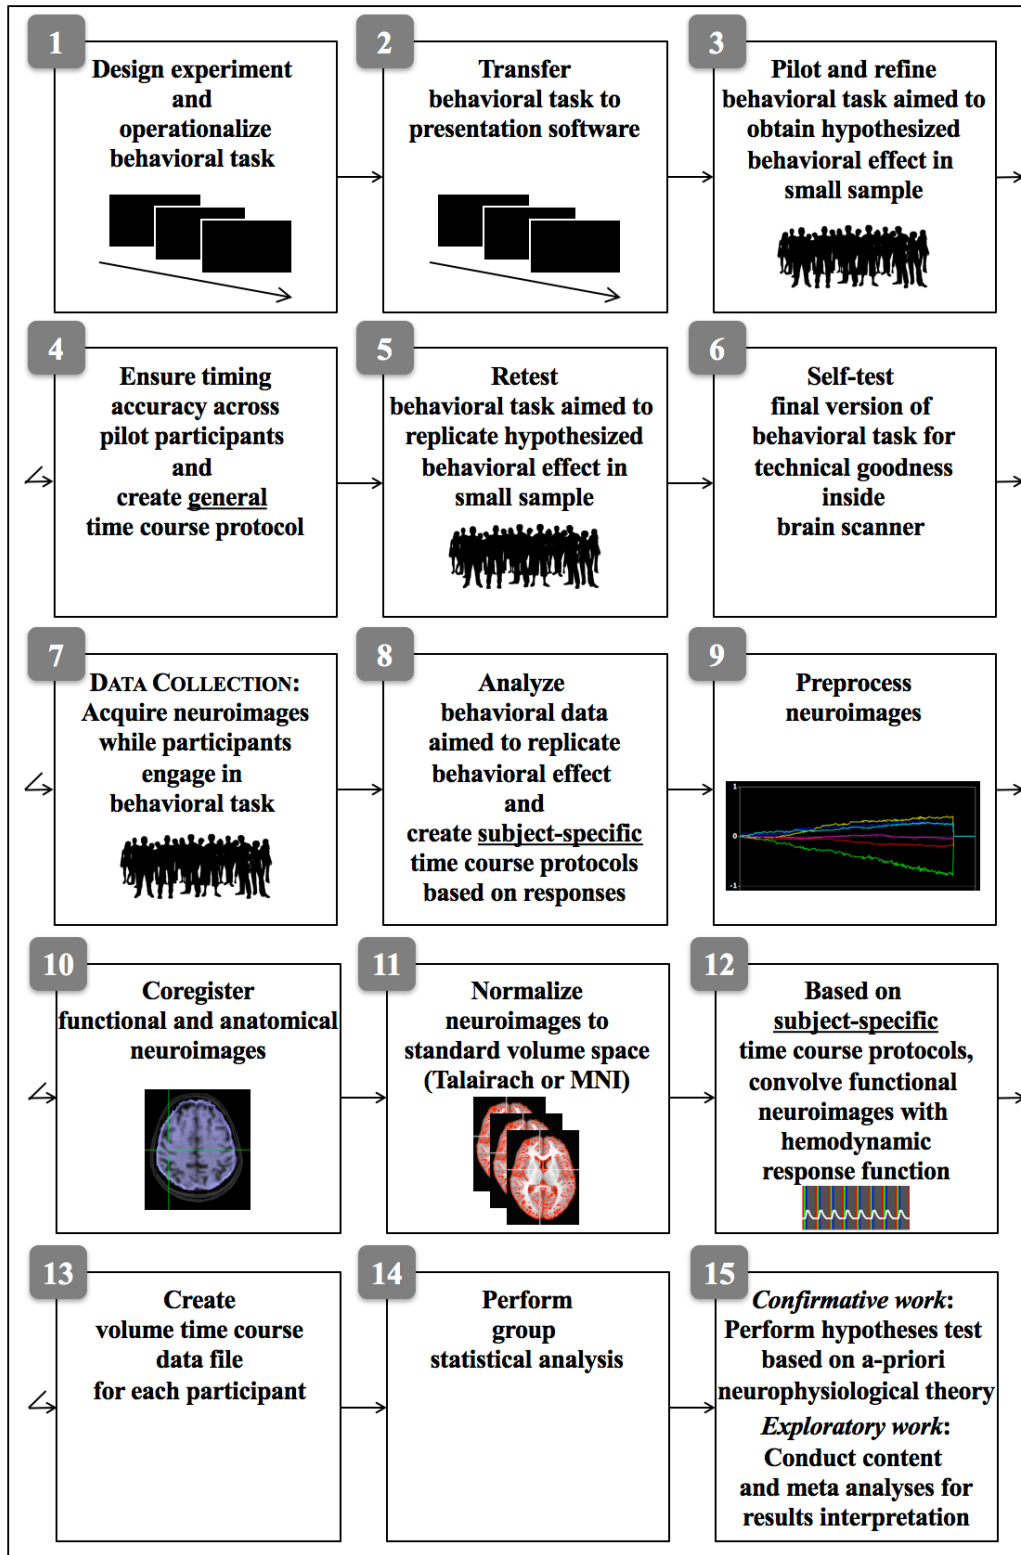 1
Design experiment
and
operationalize
behavioral task
2
Transfer
behavioral task to
presentation software
3
Pilot and refine
behavioral task aimed to
obtain hypothesized
behavioral effect in
small sample
4
Ensure timing
accuracy across
pilot participants
and
create general
time course protocol
5
Retest
behavioral task aimed to
replicate hypothesized
behavioral effect in
small sample
6
Self-test
final version of
behavioral task for
technical goodness
inside
brain scanner
7
DATA COLLECTION:
Acquire neuroimages
while participants
engage in
behavioral task
8
Analyze
behavioral data
aimed to replicate
behavioral effect
and
create subject-specific
time course protocols
based on responses
9
Preprocess
neuroimages
1
0
-1
10
Coregister
functional and anatomical
neuroimages
11
Normalize
neuroimages to
standard volume space
(Talairach or MNI)
12
Based on
subject-specific
time course protocols,
convolve functional
neuroimages with
hemodynamic
response function
13
Create
volume time course
data file
for each participant
14
Perform
group
statistical analysis
15
Confirmative work:
Perform hypotheses test
based on a-priori
neurophysiological theory
Exploratory work:
Conduct content
and meta analyses for
results interpretation